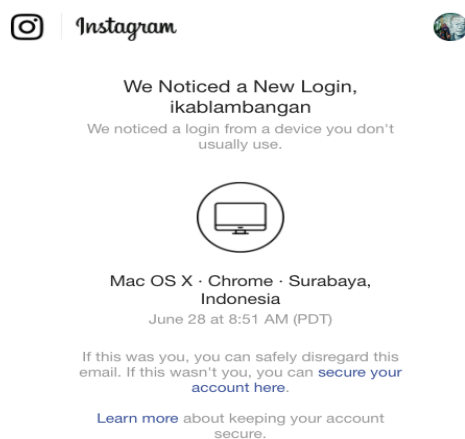 Instagram
We Noticed a New Login,
ikablambangan
We noticed a login from a device you don't
usually use.
Mac OS X · Chrome · Surabaya,
Indonesia
June 28 at 8:51 AM (PDT)
If this was you, you can safely disregard this
email. If this wasn't you, you can secure your
account here.
Learn more about keeping your account
secure.